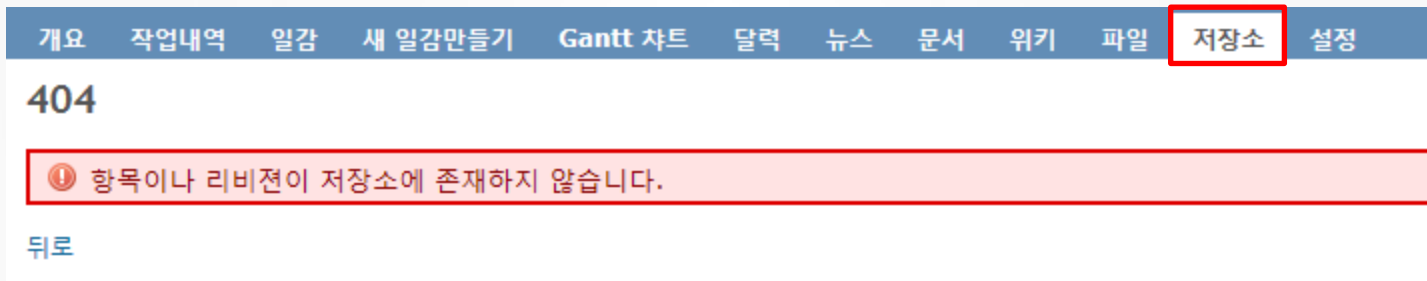 개요 작업내역 일감 새 일감만들기 Gantt 챠트 달력 뉴스 문서 위키 파일 저장소 설정
404
항목이나 리비젼이 저장소에 존재하지 않습니다.
뒤로